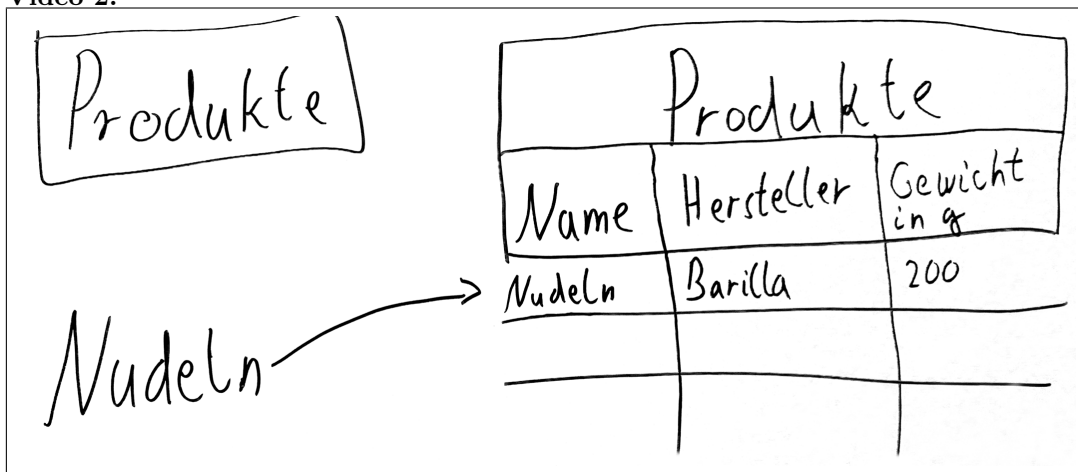 Video 2:
Produkte
Nudeln
Produkte
Name Hersteller Gewicht in g
Nudeln Barilla 200